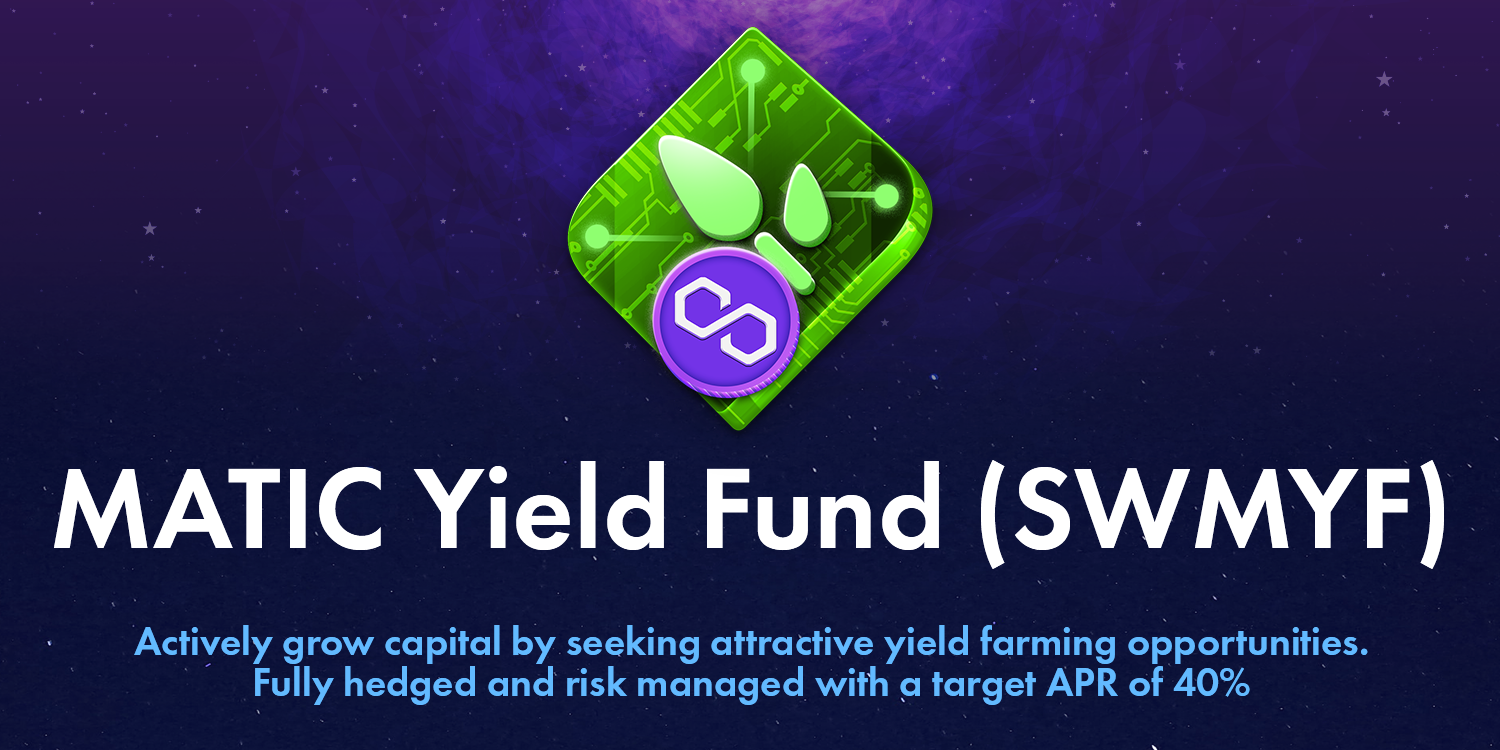 MATIC Yield Fund (SWMYF)
Actively grow capital by seeking attractive yield farming opportunities.
Fully hedged and risk managed with a target APR of 40%